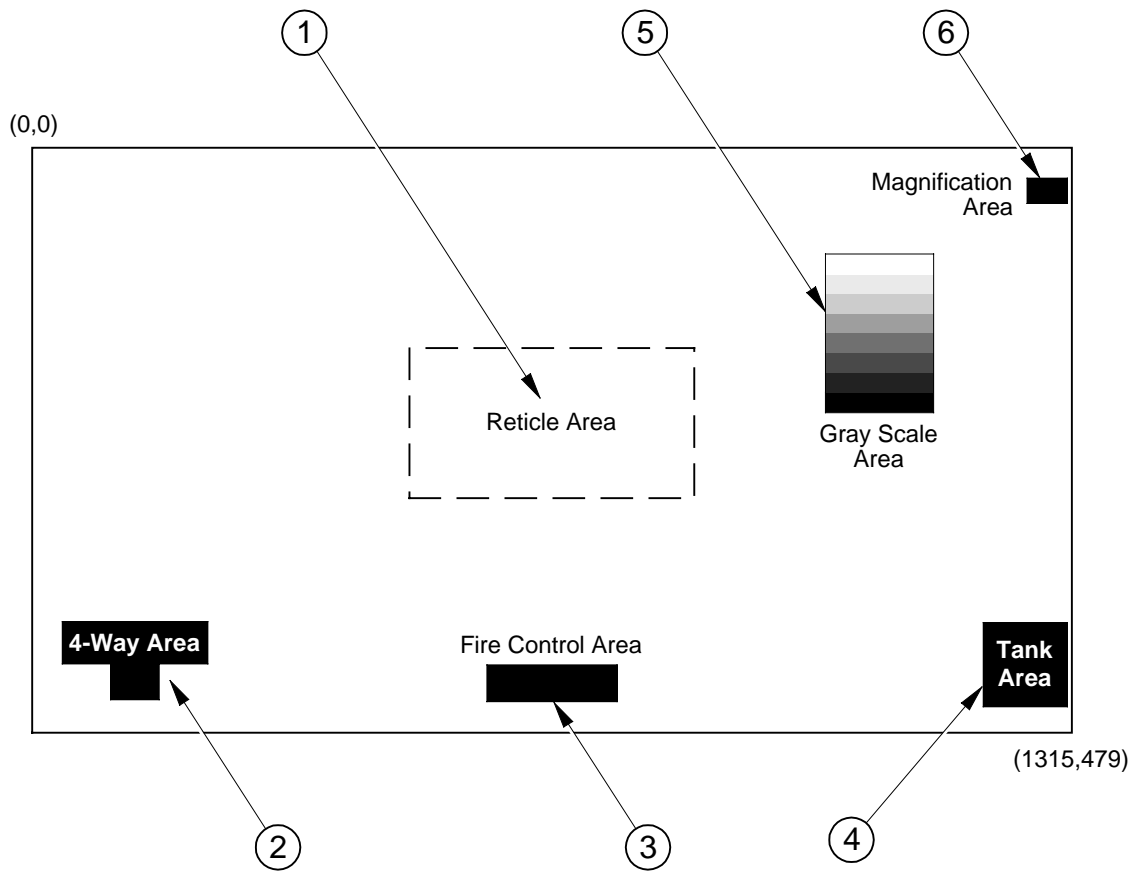 1
5
6
(0,0)
Magnification
Area
Reticle Area
Gray Scale
Area
4-Way Area
Fire Control Area
Tank
Area
(1315,479)
2
3
4